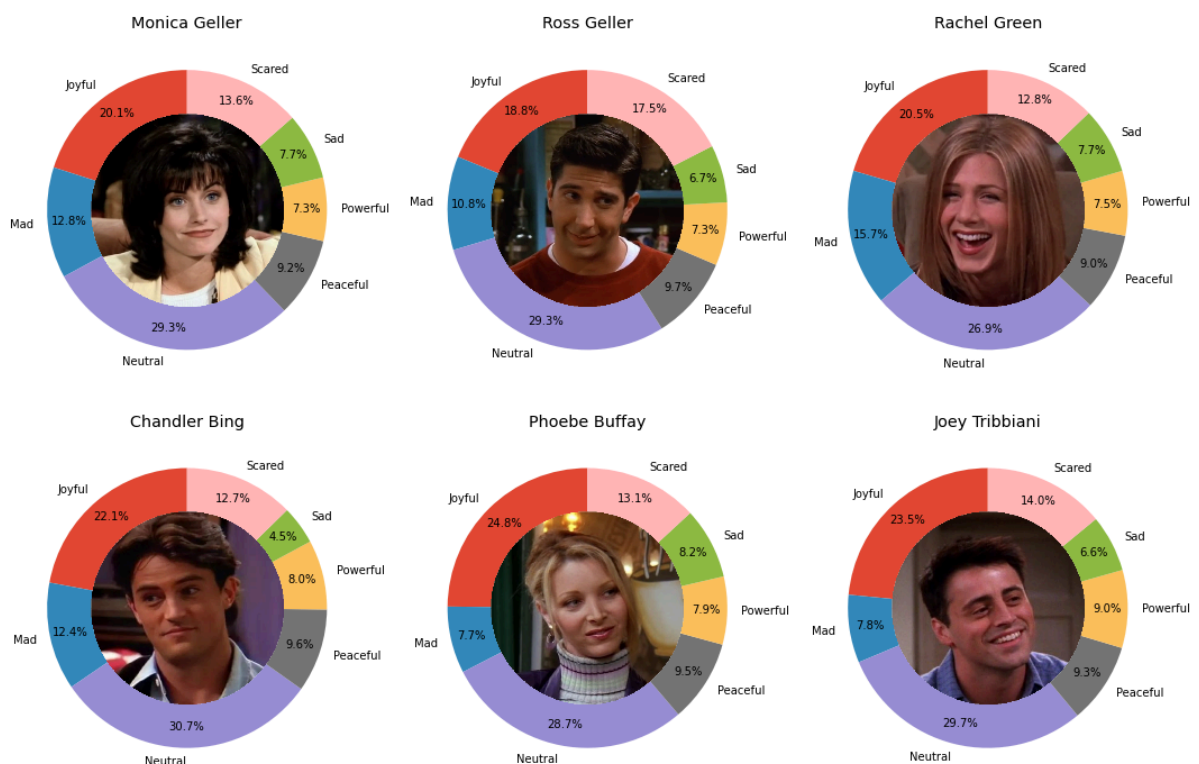 Monica Geller
Ross Geller
Rachel Green
Scared
Joyful
13.6%
20.1%
Sad
7.7%
Mad
12.8%
7.3%
Powerful
9.2%
Peaceful
29.3%
Neutral
Scared
Joyful
17.5%
18.8%
Sad
6.7%
Mad
10.8%
7.3%
Powerful
9.7%
Peaceful
29.3%
Neutral
Scared
Joyful
12.8%
20.5%
Sad
7.7%
7.5%
Powerful
Mad
15.7%
9.0%
Peaceful
26.9%
Neutral
Chandler Bing
Phoebe Buffay
Joey Tribbiani
Scared
Joyful
12.7%
22.1%
Sad
4.5%
Powerful
8.0%
Mad
12.4%
9.6%
Peaceful
30.7%
Neutral
Scared
Joyful
13.1%
24.8%
Sad
8.2%
7.9%
Powerful
Mad
7.7%
9.5%
Peaceful
28.7%
Neutral
Scared
Joyful
14.0%
23.5%
Sad
6.6%
9.0%
Powerful
Mad
7.8%
9.3%
Peaceful
29.7%
Neutral